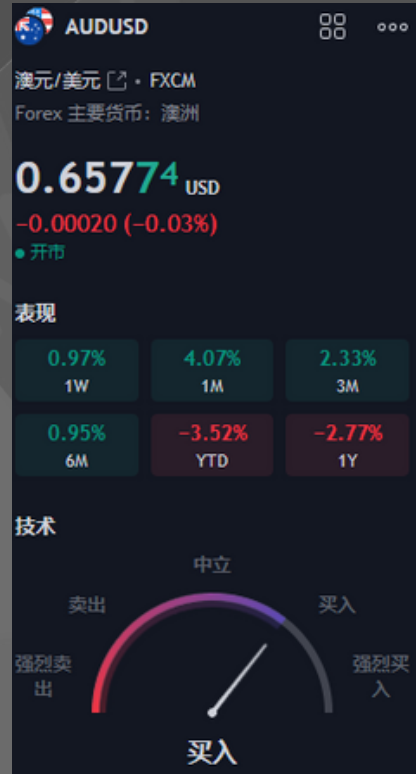 AUDUSD
澳元/美元 · FXCM
Forex 主要货币：澳洲
0.65774 USD
−0.00020 (−0.03%)
开市
表现
0.97% 4.07% 2.33%
1W 1M 3M
0.95% −3.52% −2.77%
6M YTD 1Y
技术
中立
卖出 买入
强烈卖 强烈买
出 入
买入